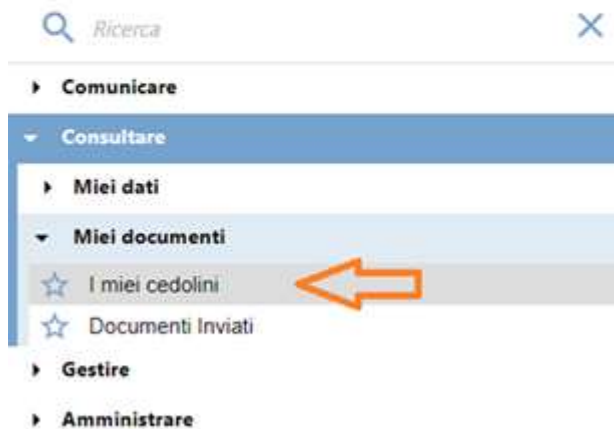 Ricerca
Comunicare
Consultare
Miei dati
Miei documenti
I miei cedolini
Documenti Inviati
Gestire
Amministrare